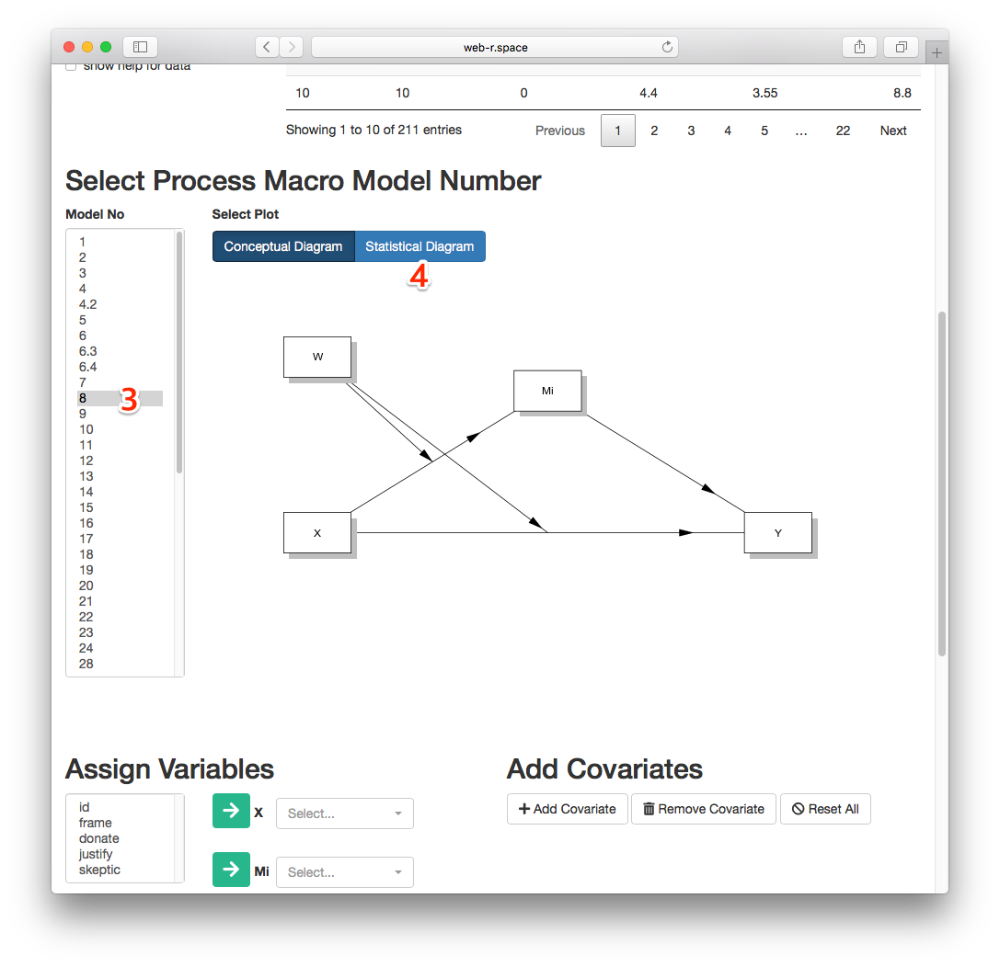 web-r.space
show help for data
10 10 0 4.4 3.55 8.8
Showing 1 to 10 of 211 entries
Previous 1 2 3 4 5 … 22 Next
Select Process Macro Model Number
Model No
Select Plot
1
2
3
4
4.2
5
6
6.3
6.4
7
8
9
10
11
12
13
14
15
16
17
18
19
20
21
22
23
24
28
3
Conceptual Diagram Statistical Diagram
4
W
Mi
X
Y
Assign Variables
id
frame
donate
justify
skeptic
X Select...
Mi Select...
Add Covariates
Add Covariate Remove Covariate Reset All